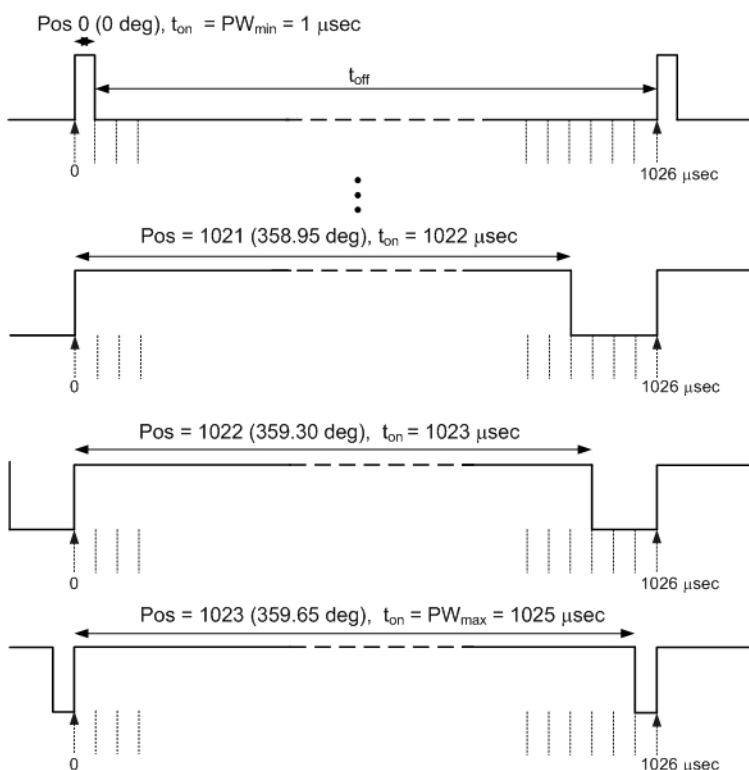 Pos 0 (0 deg), ton = PWmin = 1 μsec
toff
0
1026 μsec
Pos = 1021 (358.95 deg), ton = 1022 μsec
0
1026 μsec
Pos = 1022 (359.30 deg), ton = 1023 μsec
0
1026 μsec
Pos = 1023 (359.65 deg), ton = PWmax = 1025 μsec
0
1026 μsec